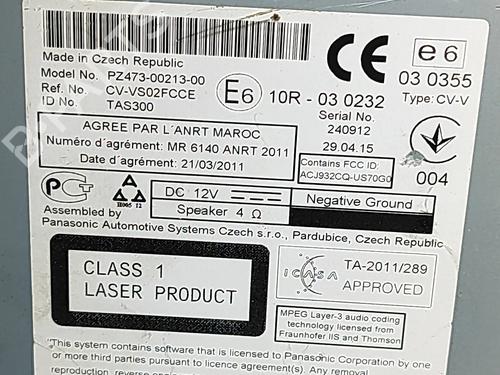 Made in Czech Republic
Model No. PZ473-00213-00
Ref. No. CV-VS02FCCE
ID No TAS300
CE
e6
03 0355
Type: CV-V
E6 10R - 03 0232
Serial No.
240912
29.04.15
AGREE PAR L'ANRT MAROC
Numéro d'agrément: MR 6140 ANRT 2011
Date d'agrément: 21/03/2011
Contains FCC ID:
ACJ932CQ-US70G0
004
DC 12V
Negative Ground
Speaker 4 Ω
Assembled by
Panasonic Automotive Systems Czech s.r.o., Pardubice, Czech Republic
CLASS 1
LASER PRODUCT
ICASA
TA-2011/289
APPROVED
MPEG Layer-3 audio coding
technology licensed from
Fraunhofer IIS and Thomson
This system contains software that is licensed to Panasonic Corporation by one
or more third parties pursuant to licence agreement(s). Any
reproduction, reverse